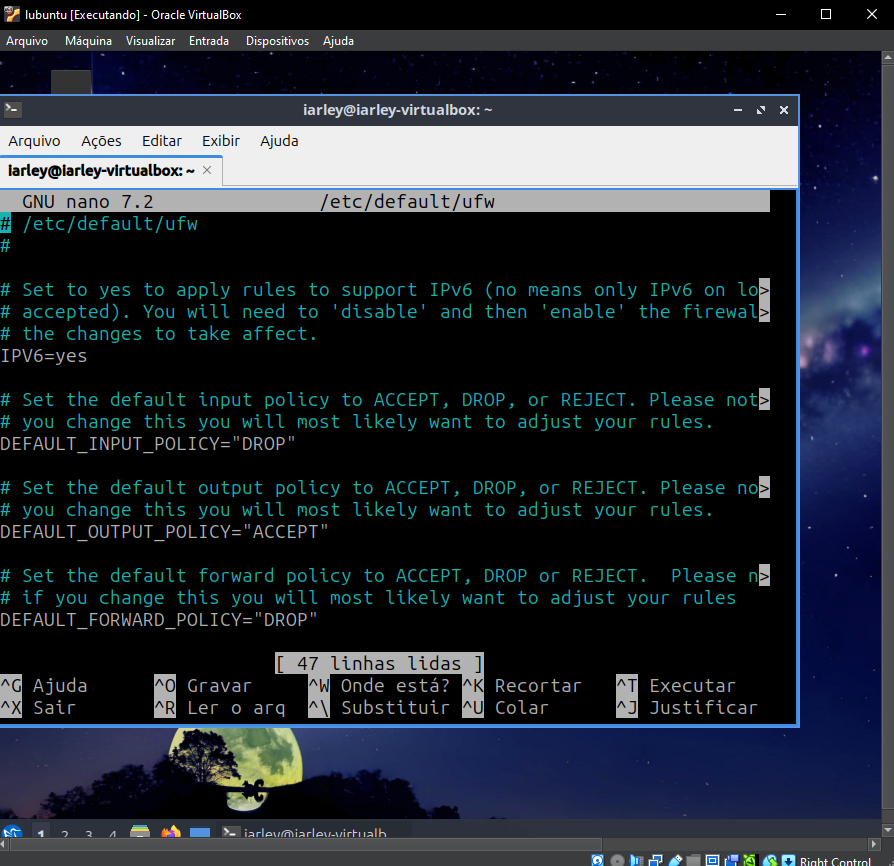 lubuntu [Executando] - Oracle VirtualBox
Arquivo Máquina Visualizar Entrada Dispositivos Ajuda
iarley@iarley-virtualbox: ~
Arquivo Ações Editar Exibir Ajuda
iarley@iarley-virtualbox: ~ ×
GNU nano 7.2 /etc/default/ufw
# /etc/default/ufw
#
# Set to yes to apply rules to support IPv6 (no means only IPv6 on lo>
# accepted). You will need to 'disable' and then 'enable' the firewal>
# the changes to take affect.
IPV6=yes
# Set the default input policy to ACCEPT, DROP, or REJECT. Please not>
# you change this you will most likely want to adjust your rules.
DEFAULT_INPUT_POLICY="DROP"
# Set the default output policy to ACCEPT, DROP, or REJECT. Please no>
# you change this you will most likely want to adjust your rules.
DEFAULT_OUTPUT_POLICY="ACCEPT"
# Set the default forward policy to ACCEPT, DROP or REJECT.  Please n>
# if you change this you will most likely want to adjust your rules
DEFAULT_FORWARD_POLICY="DROP"
[ 47 linhas lidas ]
^G Ajuda ^O Gravar ^W Onde está? ^K Recortar ^T Executar
^X Sair ^R Ler o arq ^\ Substituir ^U Colar ^J Justificar
1 2 3 4 iarley@iarley-virtualb
Right Control